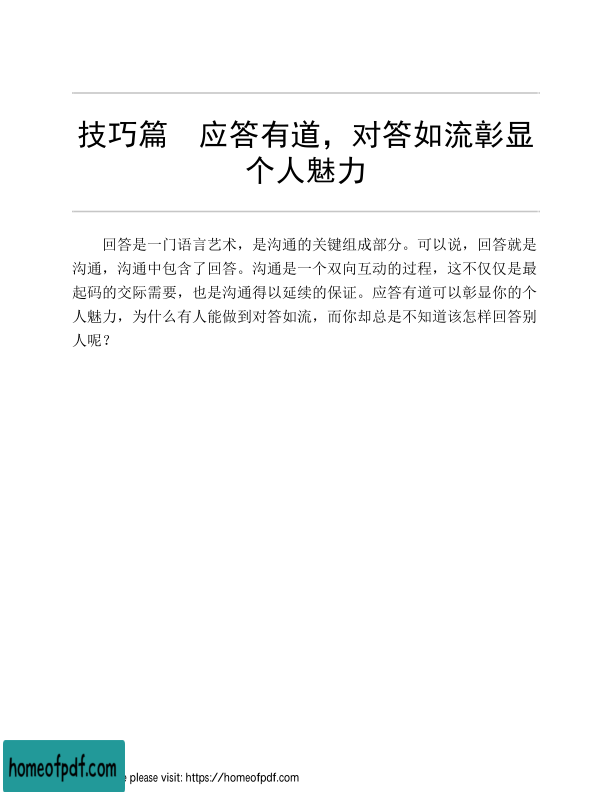 技巧篇　应答有道，对答如流彰显
个人魅力
回答是一门语言艺术，是沟通的关键组成部分。可以说，回答就是
沟通，沟通中包含了回答。沟通是一个双向互动的过程，这不仅仅是最
起码的交际需要，也是沟通得以延续的保证。应答有道可以彰显你的个
人魅力，为什么有人能做到对答如流，而你却总是不知道该怎样回答别
人呢？
homeofpdf.com
please visit: https://homeofpdf.com